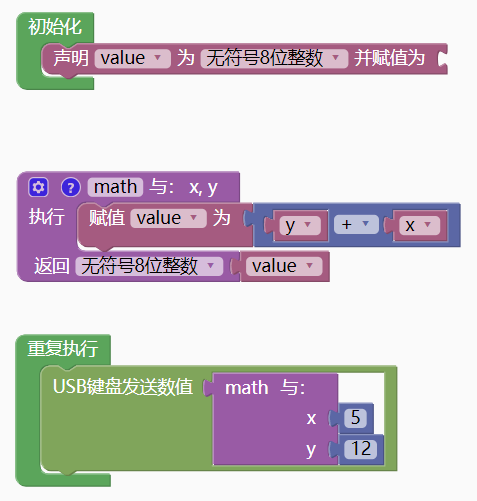 初始化
声明 value 为 无符号8位整数 并赋值为
math 与： x, y
执行 赋值 value 为 y + x
返回 无符号8位整数 value
重复执行
USB键盘发送数值 math 与：
x 5
y 12